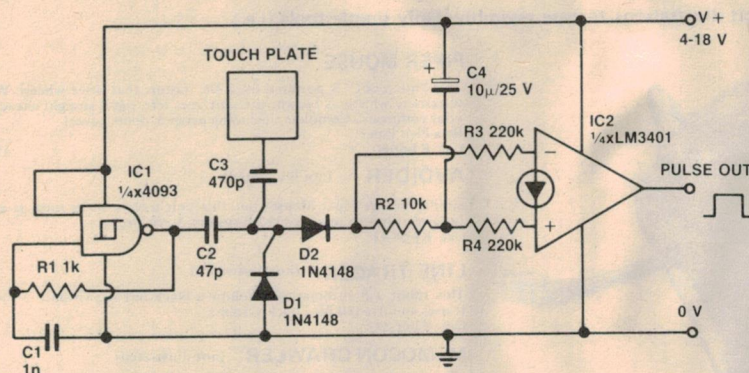 V +
4-18 V
TOUCH PLATE
C4
10μ/25 V
IC2
¼xLM3401
R3 220k
IC1
¼x4093
C3
470p
PULSE OUT
R2 10k
R4 220k
C2
47p
D2
1N4148
R1 1k
D1
1N4148
0 V
C1
1n